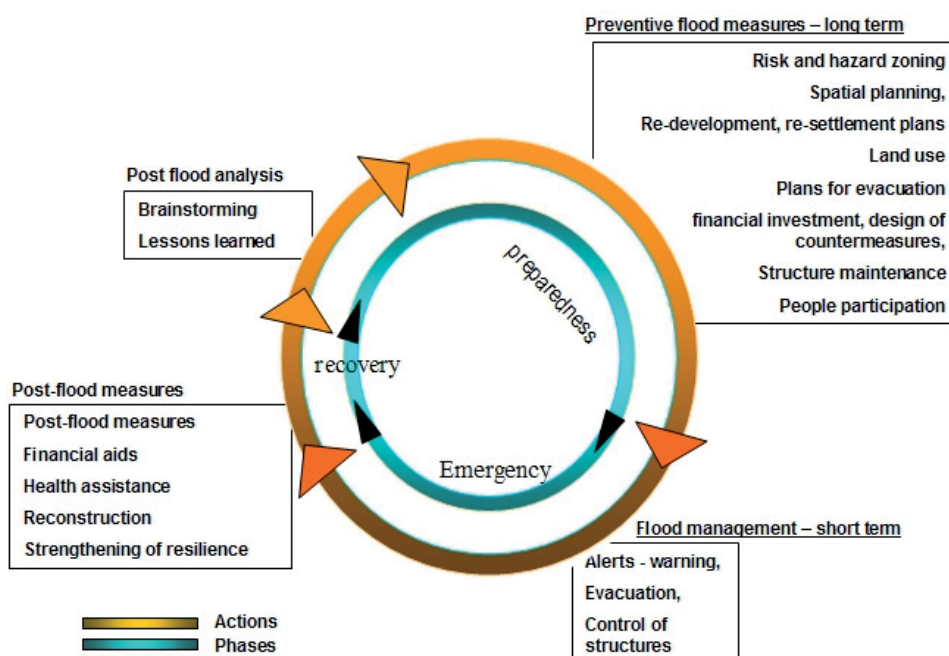 Preventive flood measures – long term
Risk and hazard zoning
Spatial planning,
Re-development, re-settlement plans
Land use
Plans for evacuation
financial investment, design of
countermeasures,
Structure maintenance
People participation
Post flood analysis
Brainstorming
Lessons learned
preparedness
recovery
Emergency
Post-flood measures
Post-flood measures
Financial aids
Health assistance
Reconstruction
Strengthening of resilience
Flood management – short term
Alerts - warning,
Evacuation,
Control of
structures
Actions
Phases